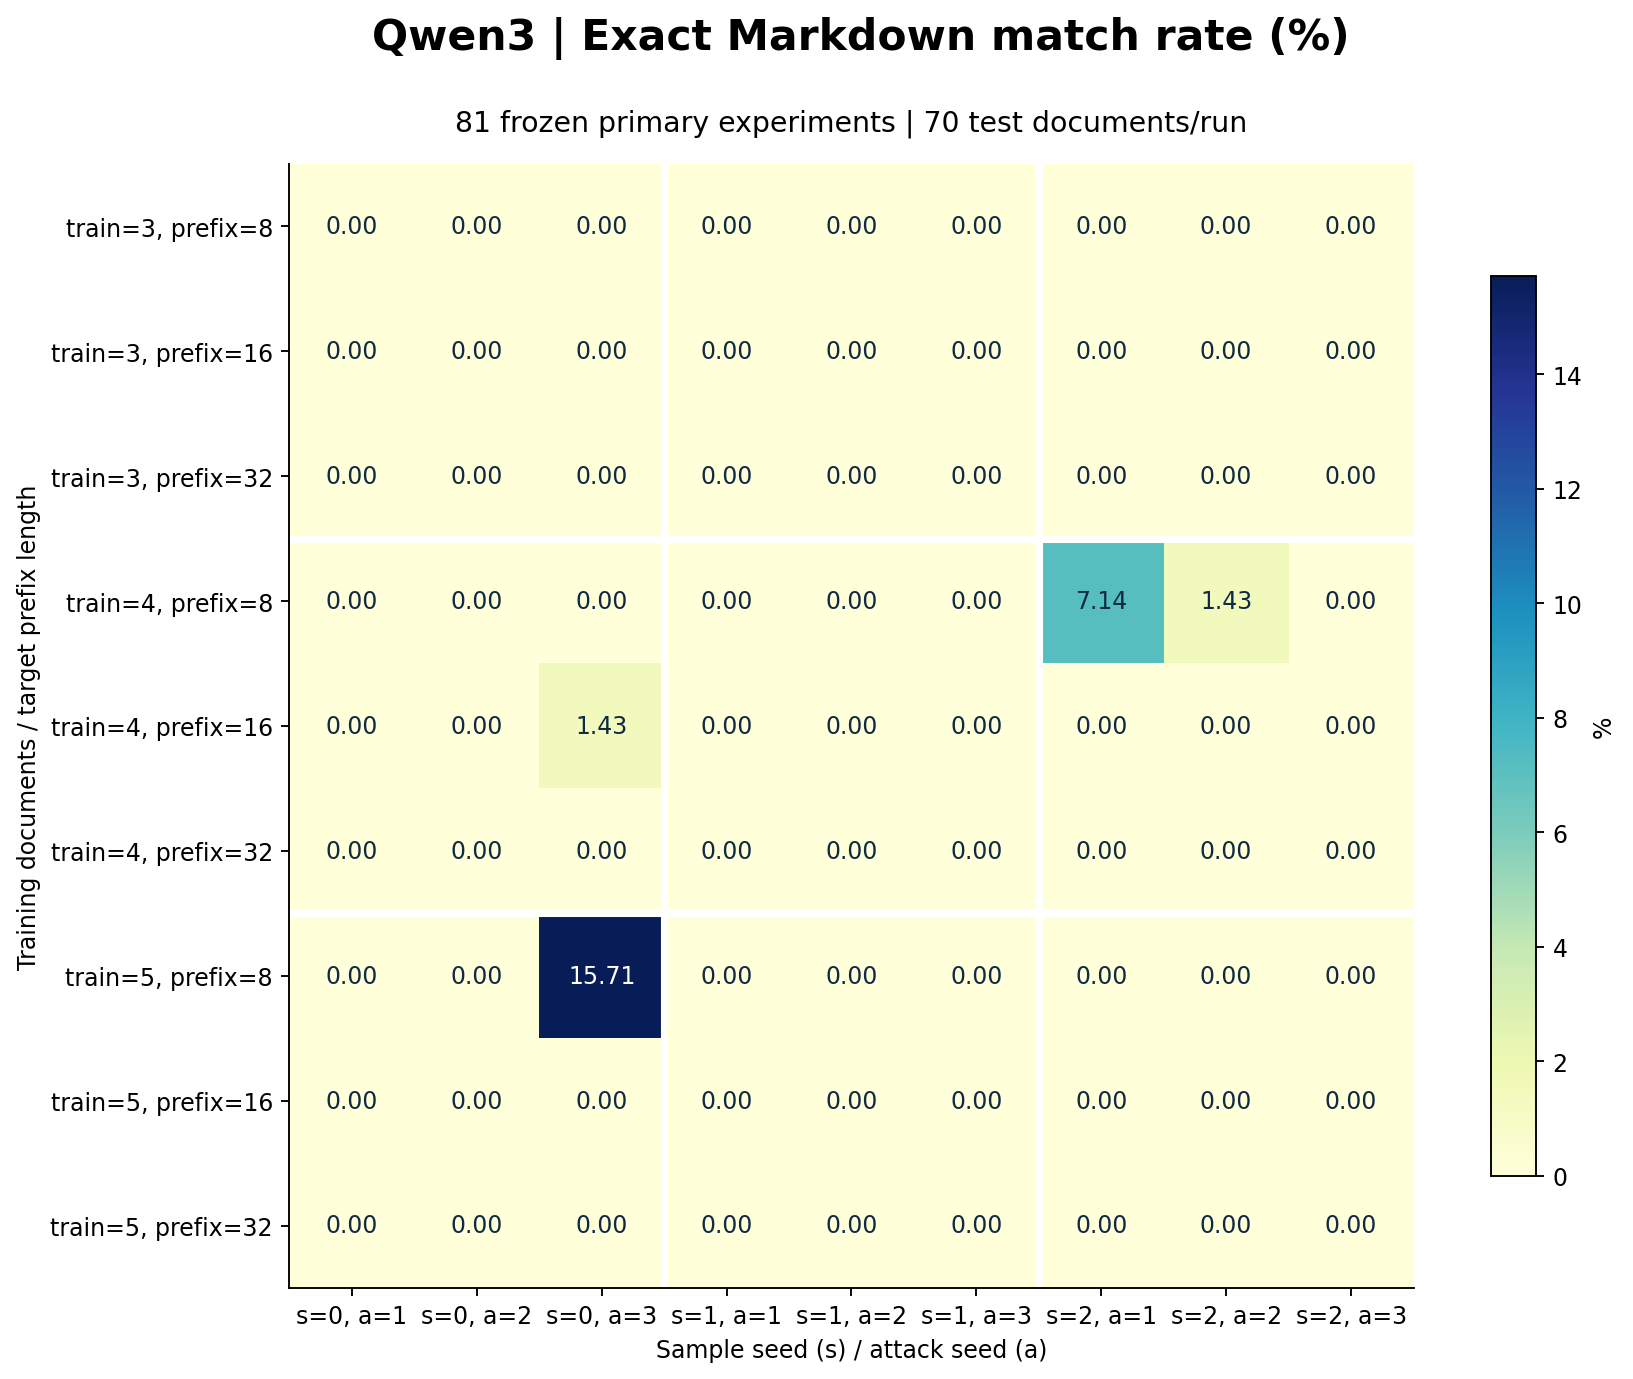 Qwen3 | Exact Markdown match rate (%)
81 frozen primary experiments | 70 test documents/run
Training documents / target prefix length
train=3, prefix=8 0.00 0.00 0.00 0.00 0.00 0.00 0.00 0.00 0.00
train=3, prefix=16 0.00 0.00 0.00 0.00 0.00 0.00 0.00 0.00 0.00
train=3, prefix=32 0.00 0.00 0.00 0.00 0.00 0.00 0.00 0.00 0.00
train=4, prefix=8 0.00 0.00 0.00 0.00 0.00 0.00 7.14 1.43 0.00
train=4, prefix=16 0.00 0.00 1.43 0.00 0.00 0.00 0.00 0.00 0.00
train=4, prefix=32 0.00 0.00 0.00 0.00 0.00 0.00 0.00 0.00 0.00
train=5, prefix=8 0.00 0.00 15.71 0.00 0.00 0.00 0.00 0.00 0.00
train=5, prefix=16 0.00 0.00 0.00 0.00 0.00 0.00 0.00 0.00 0.00
train=5, prefix=32 0.00 0.00 0.00 0.00 0.00 0.00 0.00 0.00 0.00
s=0, a=1 s=0, a=2 s=0, a=3 s=1, a=1 s=1, a=2 s=1, a=3 s=2, a=1 s=2, a=2 s=2, a=3
Sample seed (s) / attack seed (a)
14
12
10
8
6
4
2
0
%